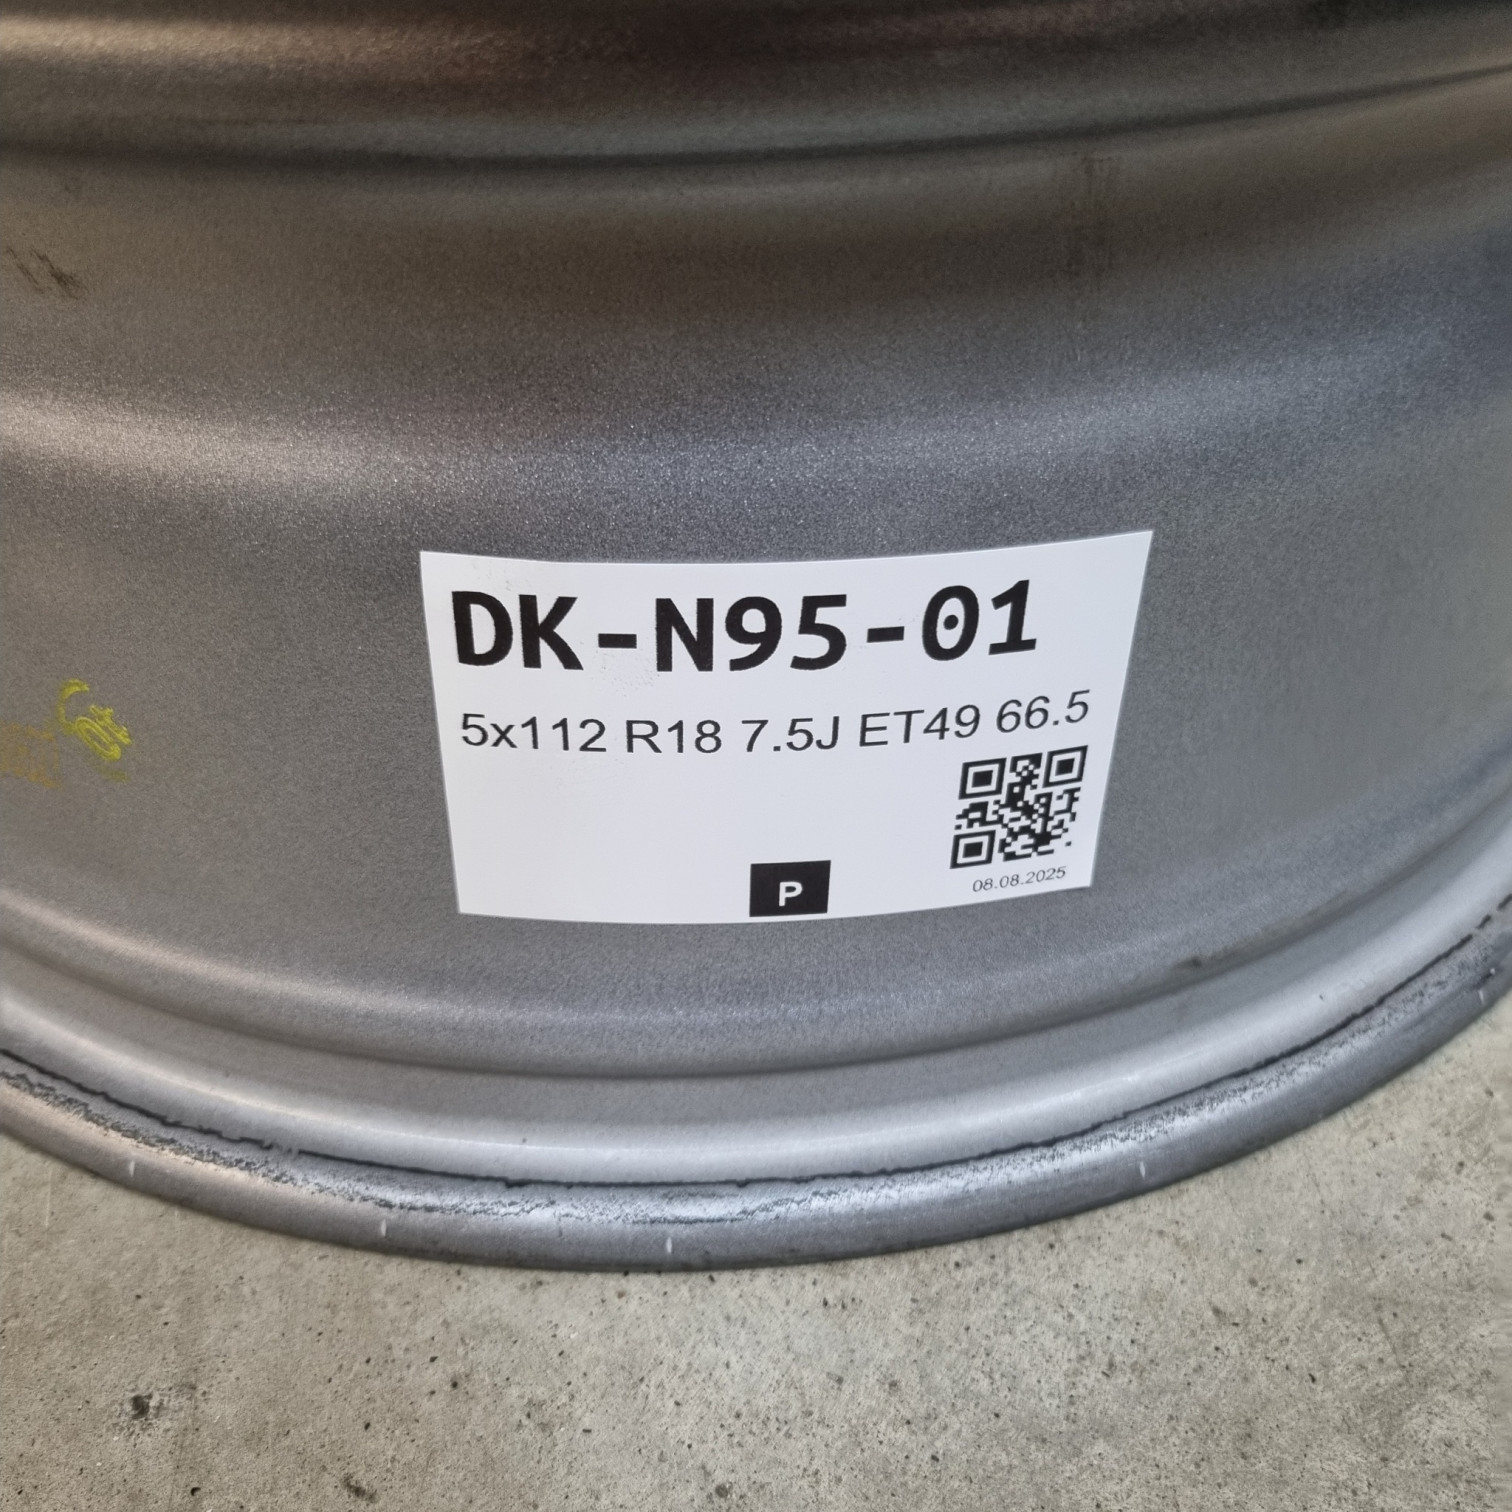 DK-N95-01
5x112 R18 7.5J ET49 66.5
P
08.08.2025